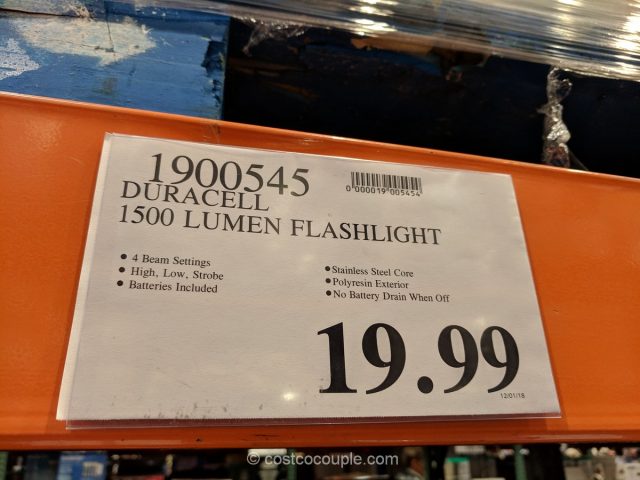 1900545
0 000019 005454
DURACELL
1500 LUMEN FLASHLIGHT
• 4 Beam Settings
• High, Low, Strobe
• Batteries Included
• Stainless Steel Core
• Polyresin Exterior
• No Battery Drain When Off
19.99
12/01/18
© costcocouple.com